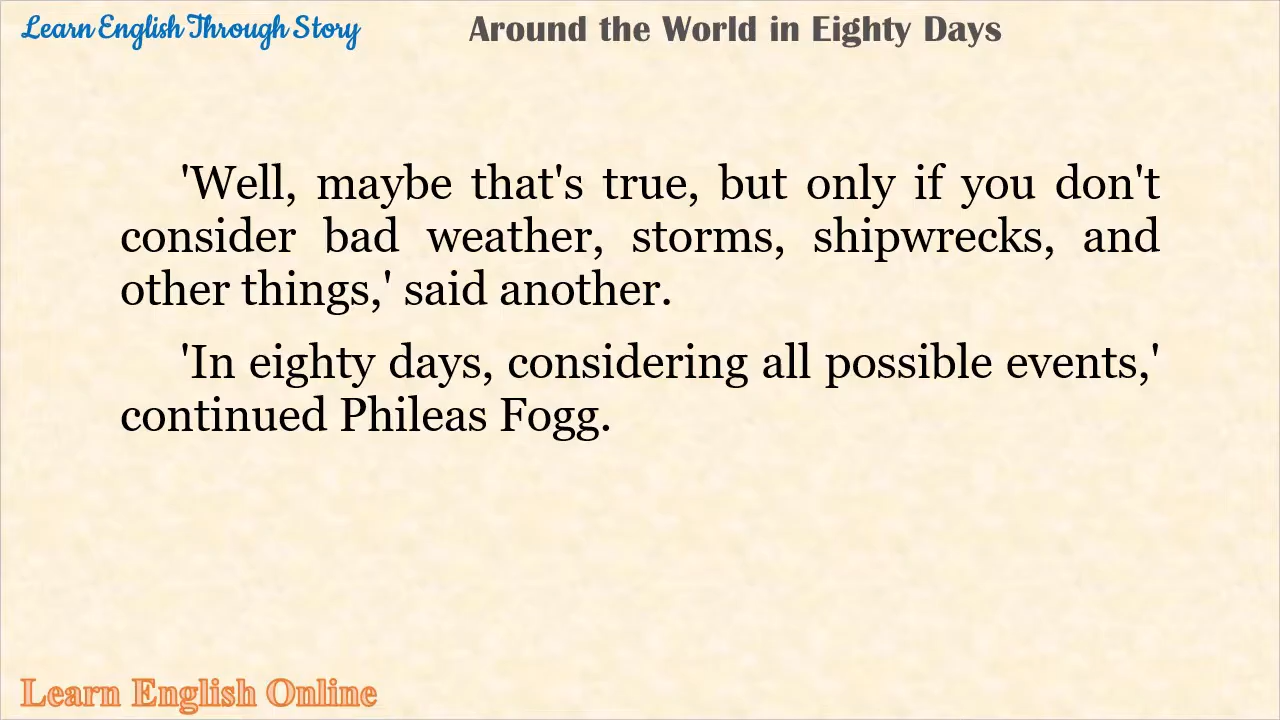 Learn English Through Story
Around the World in Eighty Days
'Well, maybe that's true, but only if you don't
consider bad weather, storms, shipwrecks, and
other things,' said another.
'In eighty days, considering all possible events,'
continued Phileas Fogg.
Learn English Online